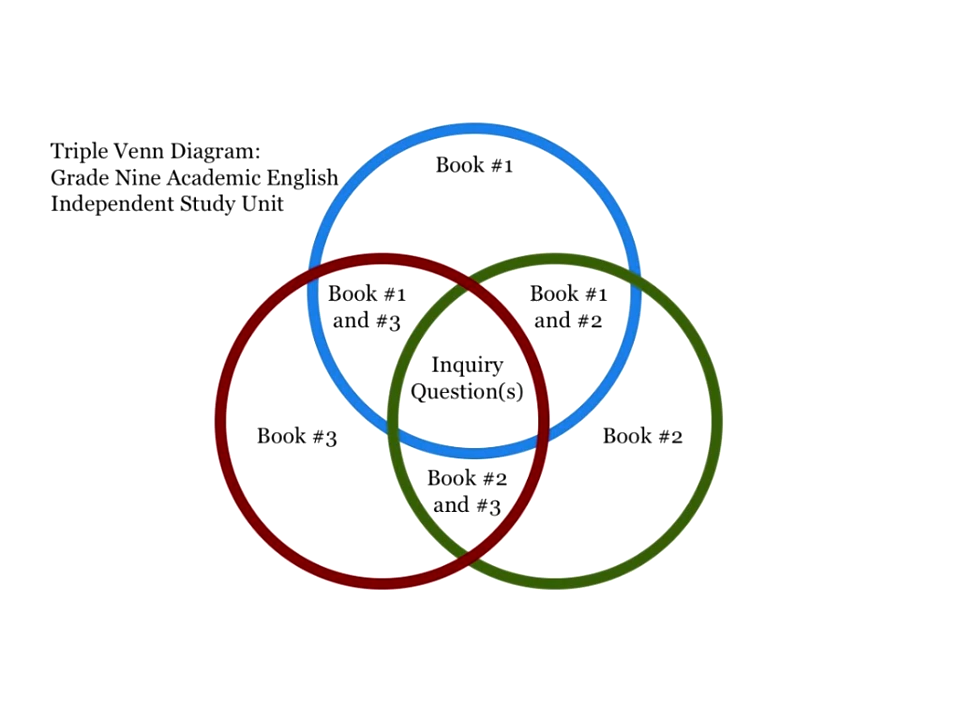 Triple Venn Diagram:
Grade Nine Academic English
Independent Study Unit
Book #1
Book #1
and #3
Book #1
and #2
Inquiry
Question(s)
Book #3
Book #2
Book #2
and #3